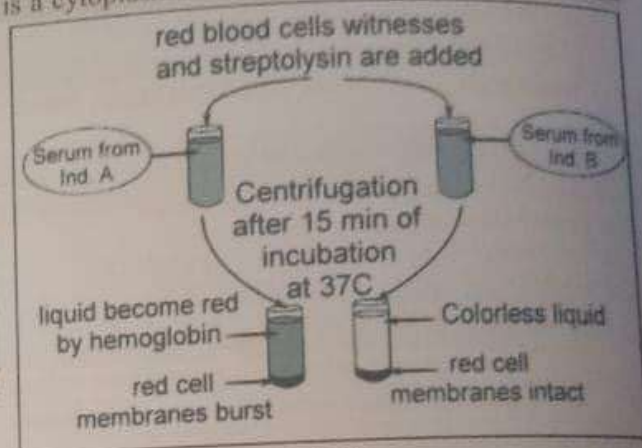 is a
red blood cells witnesses
and streptolysin are added
Serum from
Ind. A
Serum from
Ind. B
Centrifugation
after 15 min of
incubation
at 37C
liquid become red
by hemoglobin
Colorless liquid
red cell
membranes burst
red cell
membranes intact